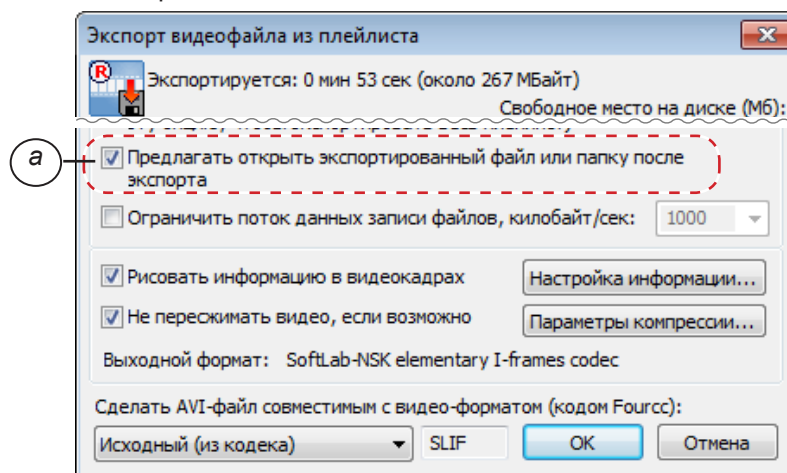 Экспорт видеофайла из плейлиста
R
Экспортируется: 0 мин 53 сек (около 267 МБайт)
Свободное место на диске (Мб):
a
Предлагать открыть экспортированный файл или папку после
экспорта
Ограничить поток данных записи файлов, килобайт/сек: 1000
Рисовать информацию в видеокадрах Настройка информации...
Не пересжимать видео, если возможно Параметры компрессии...
Выходной формат: SoftLab-NSK elementary I-frames codec
Сделать AVI-файл совместимым с видео-форматом (кодом Fourcc):
Исходный (из кодека) SLIF OK Отмена